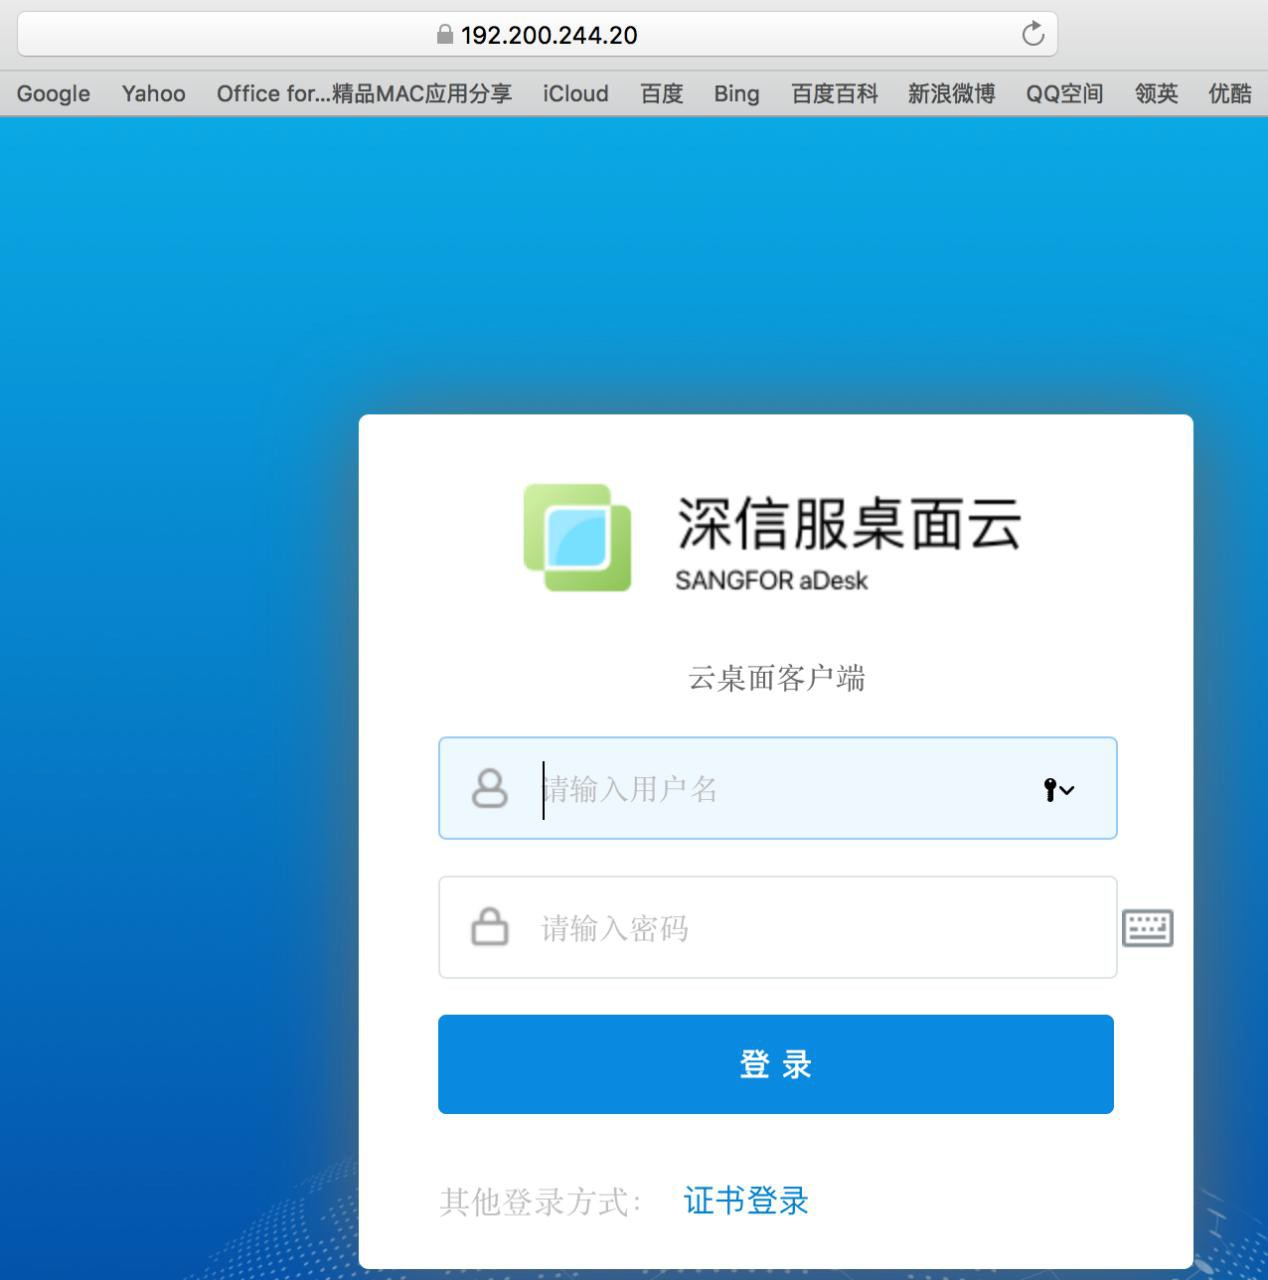 192.200.244.20
Google Yahoo Office for...精品MAC应用分享 iCloud 百度 Bing 百度百科 新浪微博 QQ空间 领英 优酷
深信服桌面云
SANGFOR aDesk
云桌面客户端
请输入用户名
请输入密码
登 录
其他登录方式： 证书登录